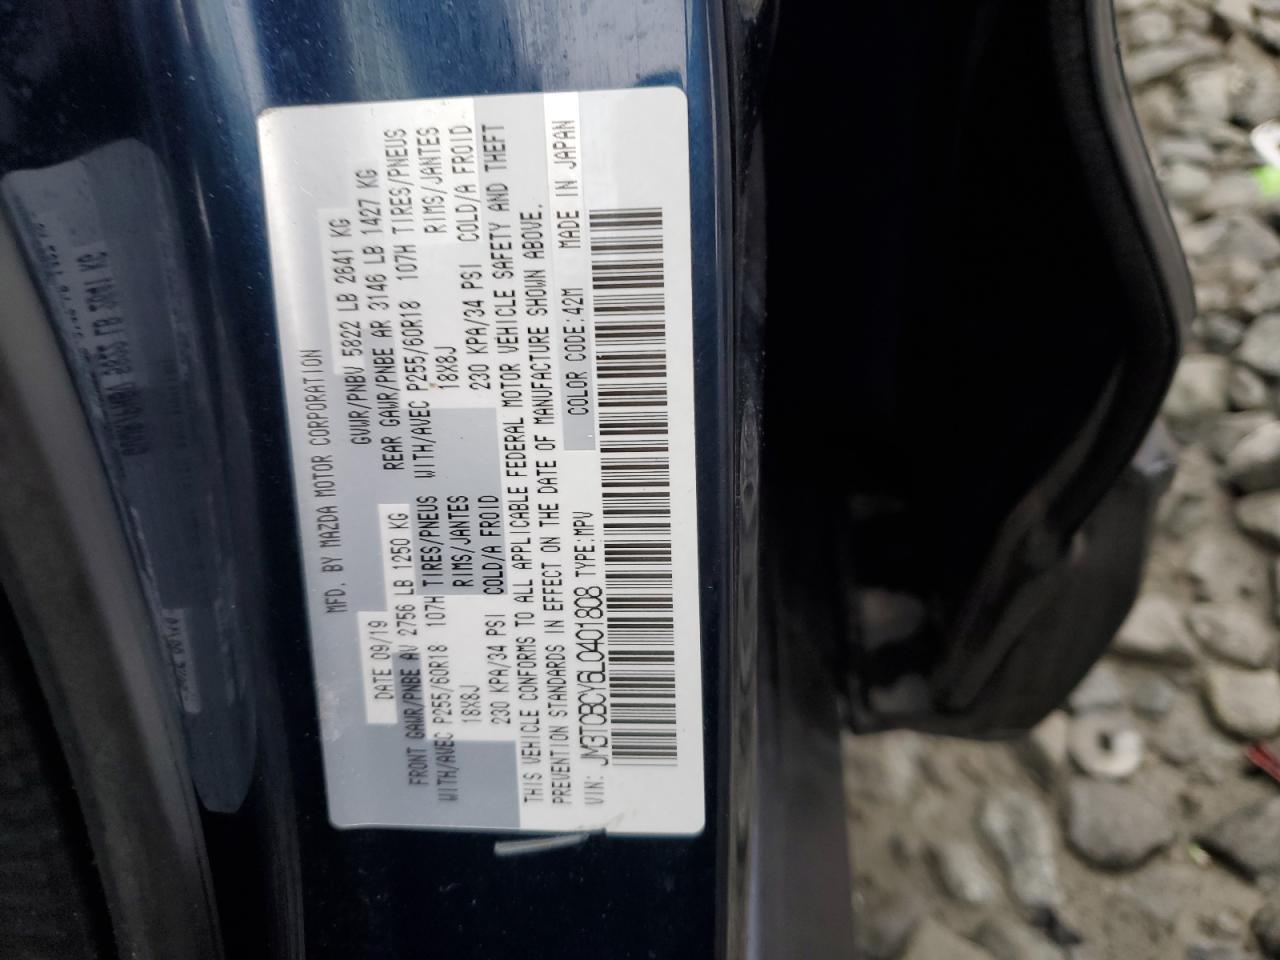 MFD. BY MAZDA MOTOR CORPORATION
DATE 09/19 GVWR/PNBV 5822 LB 2641 KG
FRONT GAWR/PNBE AV 2756 LB 1250 KG REAR GAWR/PNBE AR 3146 LB 1427 KG
WITH/AVEC P255/60R18 107H TIRES/PNEUS WITH/AVEC P255/60R18 107H TIRES/PNEUS
18X8J RIMS/JANTES 18X8J RIMS/JANTES
230 KPA/34 PSI COLD/A FROID 230 KPA/34 PSI COLD/A FROID
THIS VEHICLE CONFORMS TO ALL APPLICABLE FEDERAL MOTOR VEHICLE SAFETY AND THEFT
PREVENTION STANDARDS IN EFFECT ON THE DATE OF MANUFACTURE SHOWN ABOVE.
VIN: JM3TCBCY6L0401808 TYPE:MPV COLOR CODE:42M MADE IN JAPAN